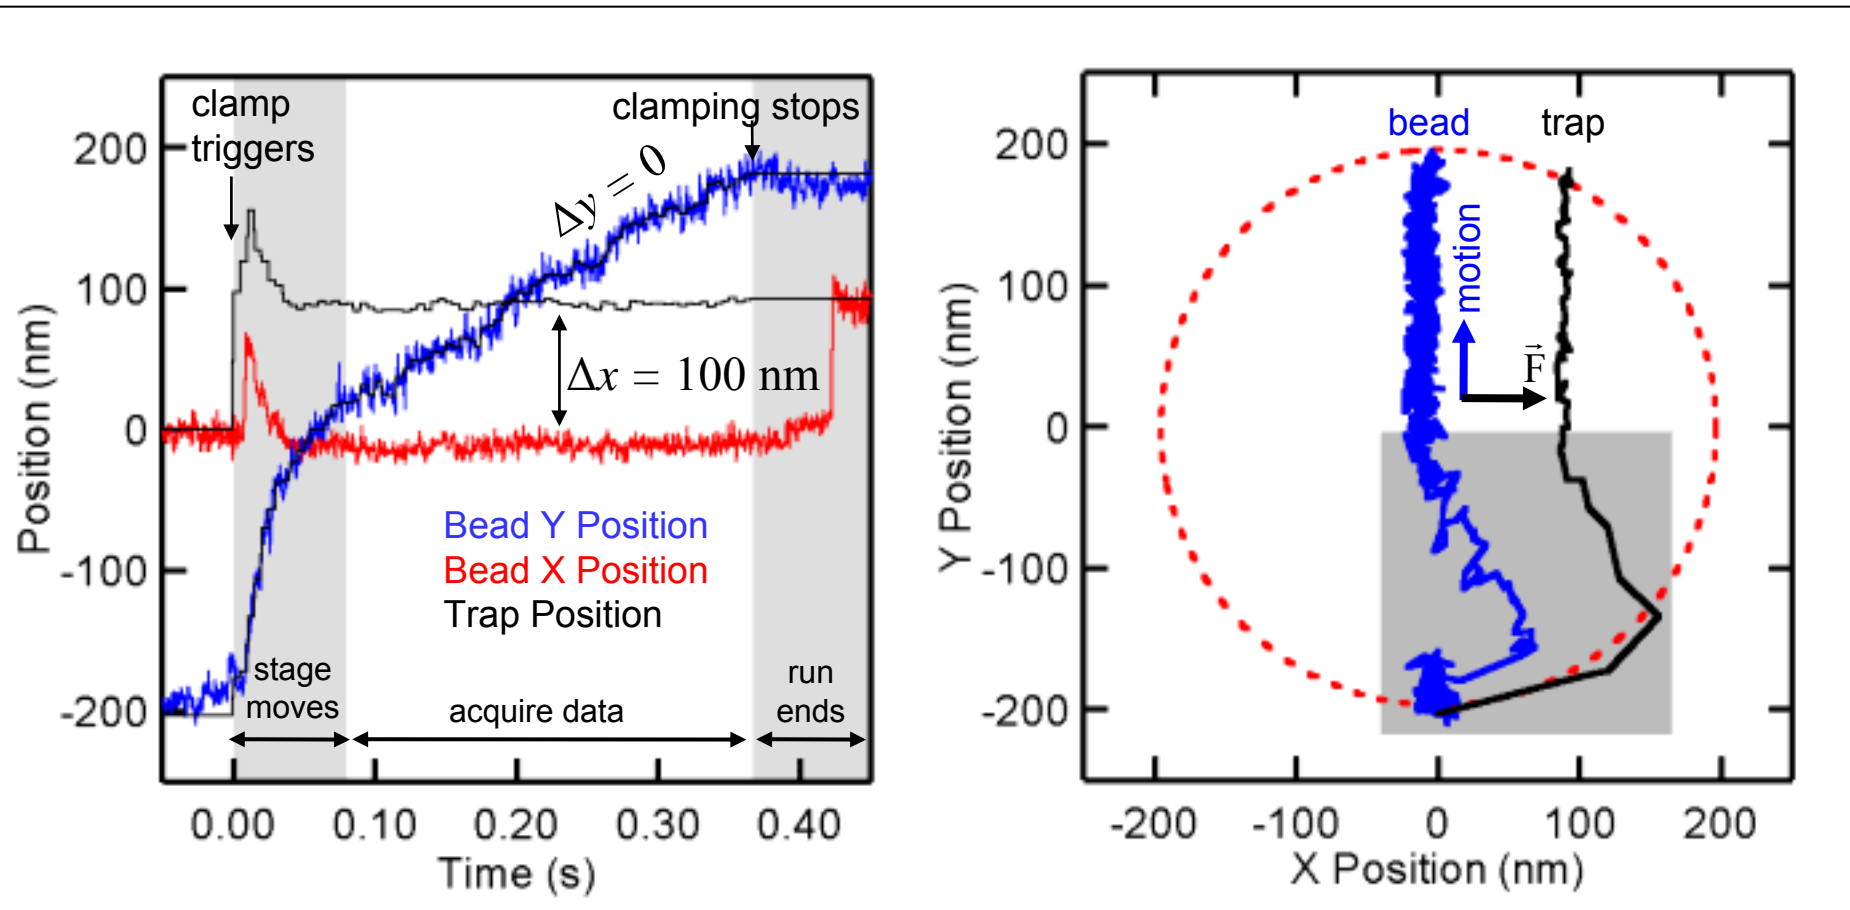 clamp
triggers
clamping stops
Δy = 0
Δx = 100 nm
Bead Y Position
Bead X Position
Trap Position
stage
moves
acquire data
run
ends
200
100
0
-100
-200
Position (nm)
0.00 0.10 0.20 0.30 0.40
Time (s)
bead trap
motion
F⃗
200
100
0
-100
-200
Y Position (nm)
-200 -100 0 100 200
X Position (nm)